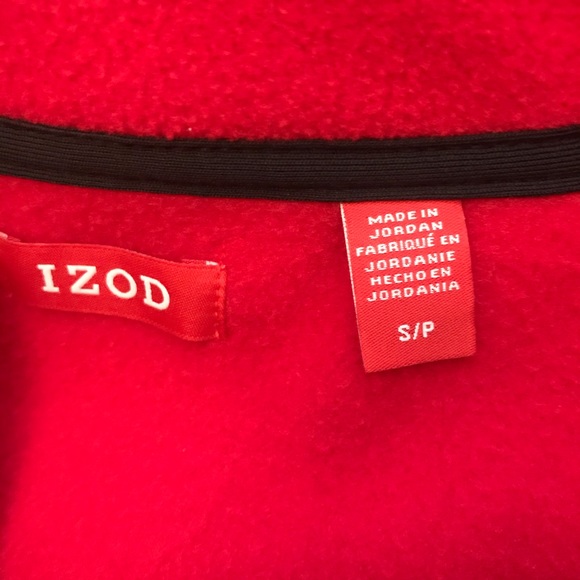 IZOD
MADE IN
JORDAN
FABRIQUÉ EN
JORDANIE
HECHO EN
JORDANIA
S/P